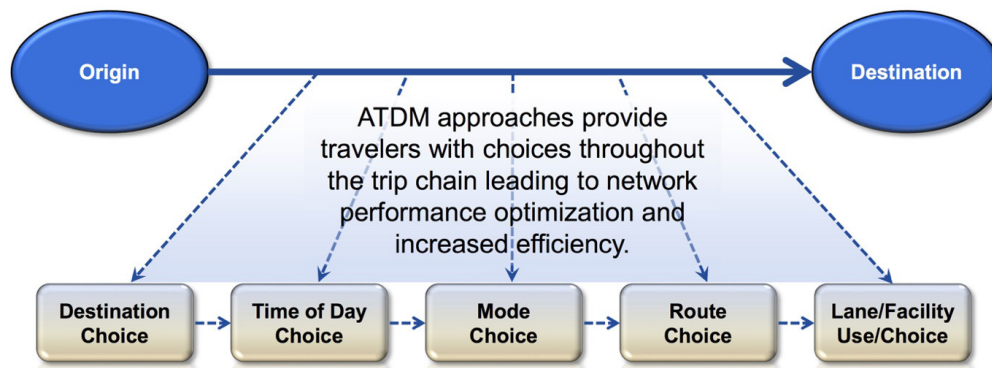 Origin
Destination
ATDM approaches provide
travelers with choices throughout
the trip chain leading to network
performance optimization and
increased efficiency.
Destination
Choice
Time of Day
Choice
Mode
Choice
Route
Choice
Lane/Facility
Use/Choice